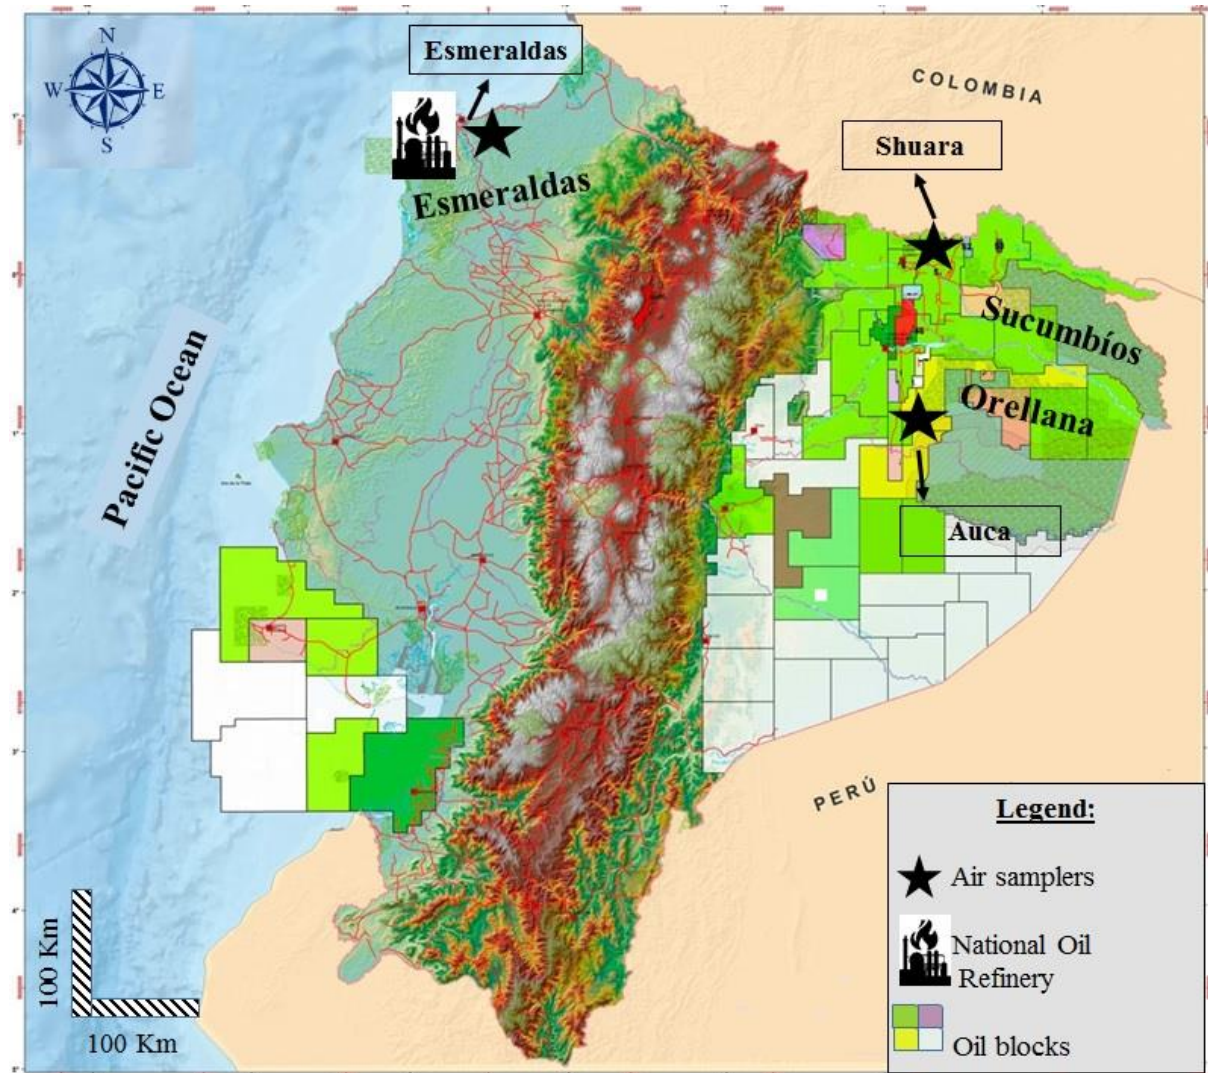 N
W
E
S
Esmeraldas
COLOMBIA
Shuara
Esmeraldas
Sucumbíos
Pacific Ocean
Orellana
Auca
PERÚ
Legend:
Air samplers
National Oil
Refinery
Oil blocks
100 Km
100 Km